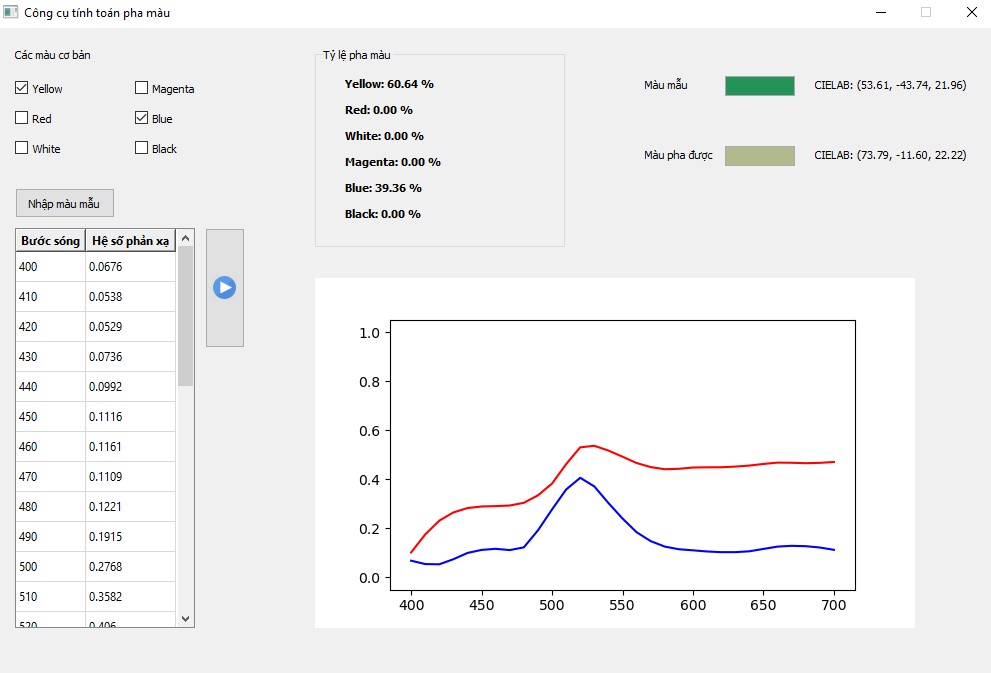 Công cụ tính toán pha màu
Các màu cơ bản
Yellow
Magenta
Red
Blue
White
Black
Nhập màu mẫu
Bước sóng Hệ số phản xạ
400 0.0676
410 0.0538
420 0.0529
430 0.0736
440 0.0992
450 0.1116
460 0.1161
470 0.1109
480 0.1221
490 0.1915
500 0.2768
510 0.3582
520 0.406
Tỷ lệ pha màu
Yellow: 60.64 %
Red: 0.00 %
White: 0.00 %
Magenta: 0.00 %
Blue: 39.36 %
Black: 0.00 %
Màu mẫu CIELAB: (53.61, -43.74, 21.96)
Màu pha được CIELAB: (73.79, -11.60, 22.22)
1.0
0.8
0.6
0.4
0.2
0.0
400 450 500 550 600 650 700